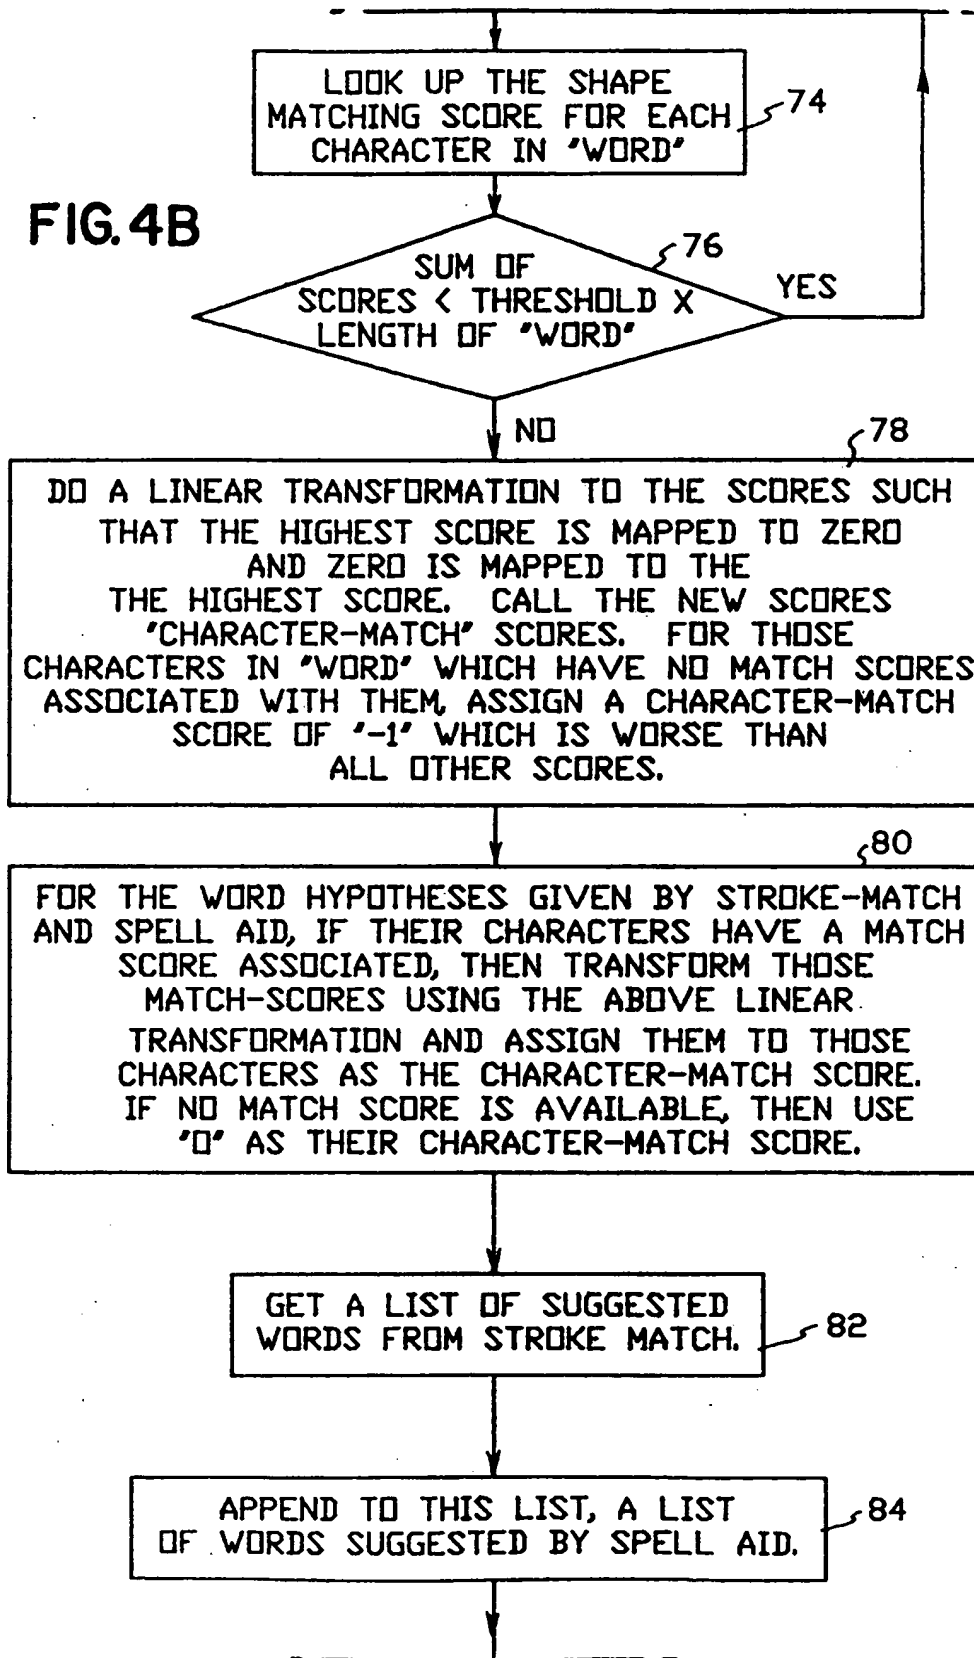 LOOK UP THE SHAPE
MATCHING SCORE FOR EACH
CHARACTER IN "WORD"
74
FIG. 4B
76
SUM OF
SCORES < THRESHOLD X
LENGTH OF "WORD"
YES
NO
78
DO A LINEAR TRANSFORMATION TO THE SCORES SUCH
THAT THE HIGHEST SCORE IS MAPPED TO ZERO
AND ZERO IS MAPPED TO THE
THE HIGHEST SCORE. CALL THE NEW SCORES
"CHARACTER-MATCH" SCORES. FOR THOSE
CHARACTERS IN "WORD" WHICH HAVE NO MATCH SCORES
ASSOCIATED WITH THEM, ASSIGN A CHARACTER-MATCH
SCORE OF "-1" WHICH IS WORSE THAN
ALL OTHER SCORES.
80
FOR THE WORD HYPOTHESES GIVEN BY STROKE-MATCH
AND SPELL AID, IF THEIR CHARACTERS HAVE A MATCH
SCORE ASSOCIATED, THEN TRANSFORM THOSE
MATCH-SCORES USING THE ABOVE LINEAR
TRANSFORMATION AND ASSIGN THEM TO THOSE
CHARACTERS AS THE CHARACTER-MATCH SCORE.
IF NO MATCH SCORE IS AVAILABLE, THEN USE
"0" AS THEIR CHARACTER-MATCH SCORE.
GET A LIST OF SUGGESTED
WORDS FROM STROKE MATCH.
82
APPEND TO THIS LIST, A LIST
OF WORDS SUGGESTED BY SPELL AID.
84